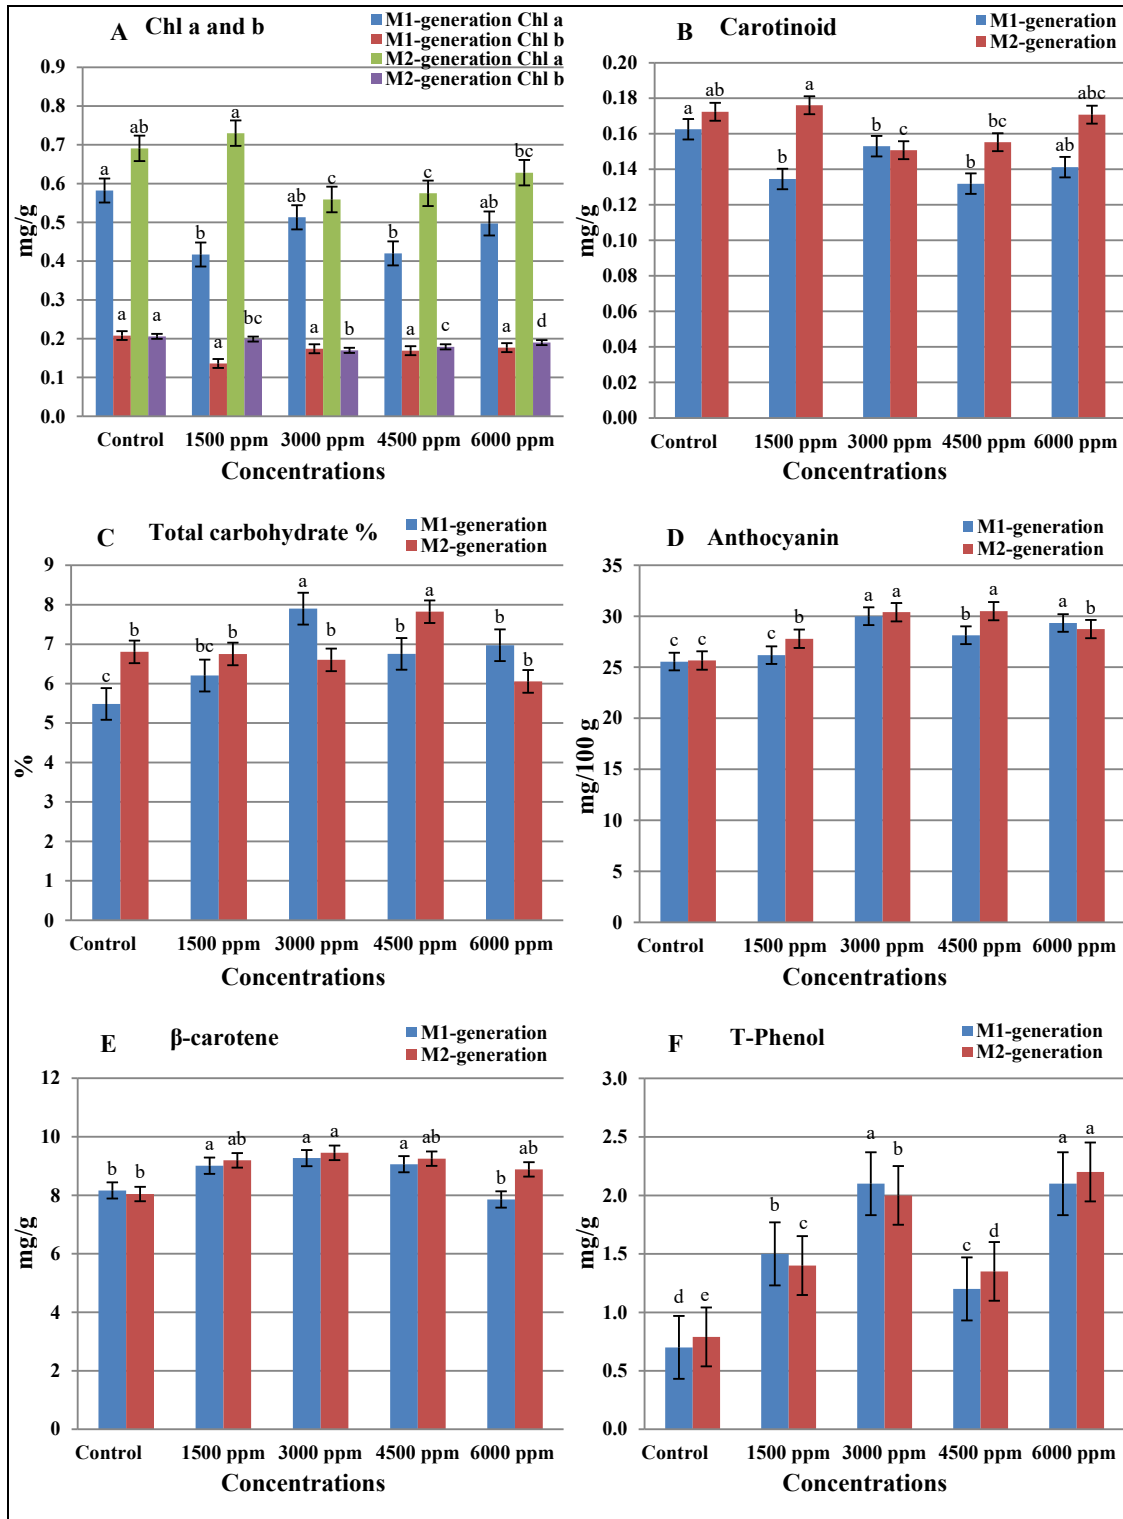 A Chl a and b
M1-generation Chl a
M1-generation Chl b
M2-generation Chl a
M2-generation Chl b
mg/g
0.9
0.8
0.7
0.6
0.5
0.4
0.3
0.2
0.1
0.0
a a ab a
b a a bc
ab a c b
b a c c
ab a bc d
Control 1500 ppm 3000 ppm 4500 ppm 6000 ppm
Concentrations
B Carotinoid
M1-generation
M2-generation
mg/g
0.20
0.18
0.16
0.14
0.12
0.10
0.08
0.06
0.04
0.02
0.00
a ab b a b c b bc ab abc
Control 1500 ppm 3000 ppm 4500 ppm 6000 ppm
Concentrations
C Total carbohydrate %
M1-generation
M2-generation
%
9
8
7
6
5
4
3
2
1
0
c b bc b a b b a b b
Control 1500 ppm 3000 ppm 4500 ppm 6000 ppm
Concentrations
D Anthocyanin
M1-generation
M2-generation
mg/100 g
35
30
25
20
15
10
5
0
c c c b a a b a a b
Control 1500 ppm 3000 ppm 4500 ppm 6000 ppm
Concentrations
E β-carotene
M1-generation
M2-generation
mg/g
12
10
8
6
4
2
0
b b a ab a a a ab b ab
Control 1500 ppm 3000 ppm 4500 ppm 6000 ppm
Concentrations
F T-Phenol
M1-generation
M2-generation
mg/g
3.0
2.5
2.0
1.5
1.0
0.5
0.0
d e b c a b c d a a
Control 1500 ppm 3000 ppm 4500 ppm 6000 ppm
Concentrations